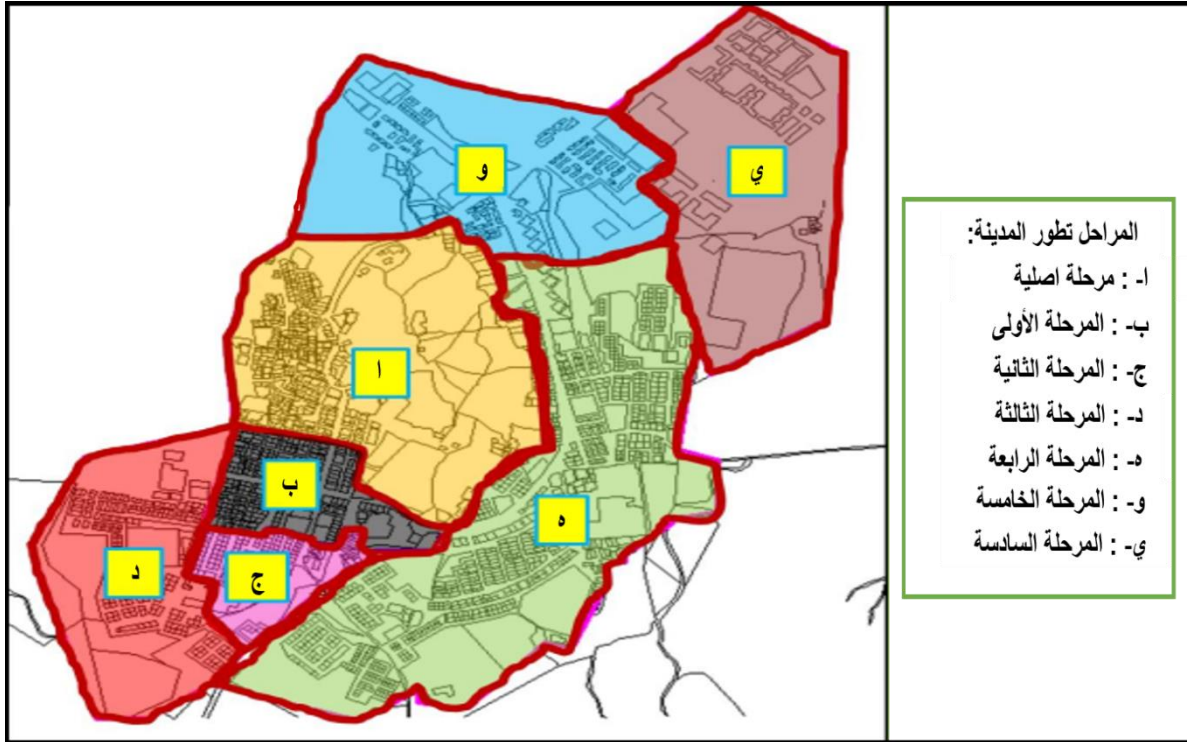 ي
و
ا
ب
ه
ج
د
المراحل تطور المدينة:
ا- : مرحلة اصلية
ب- : المرحلة الأولى
ج- : المرحلة الثانية
د- : المرحلة الثالثة
ه- : المرحلة الرابعة
و- : المرحلة الخامسة
ي- : المرحلة السادسة